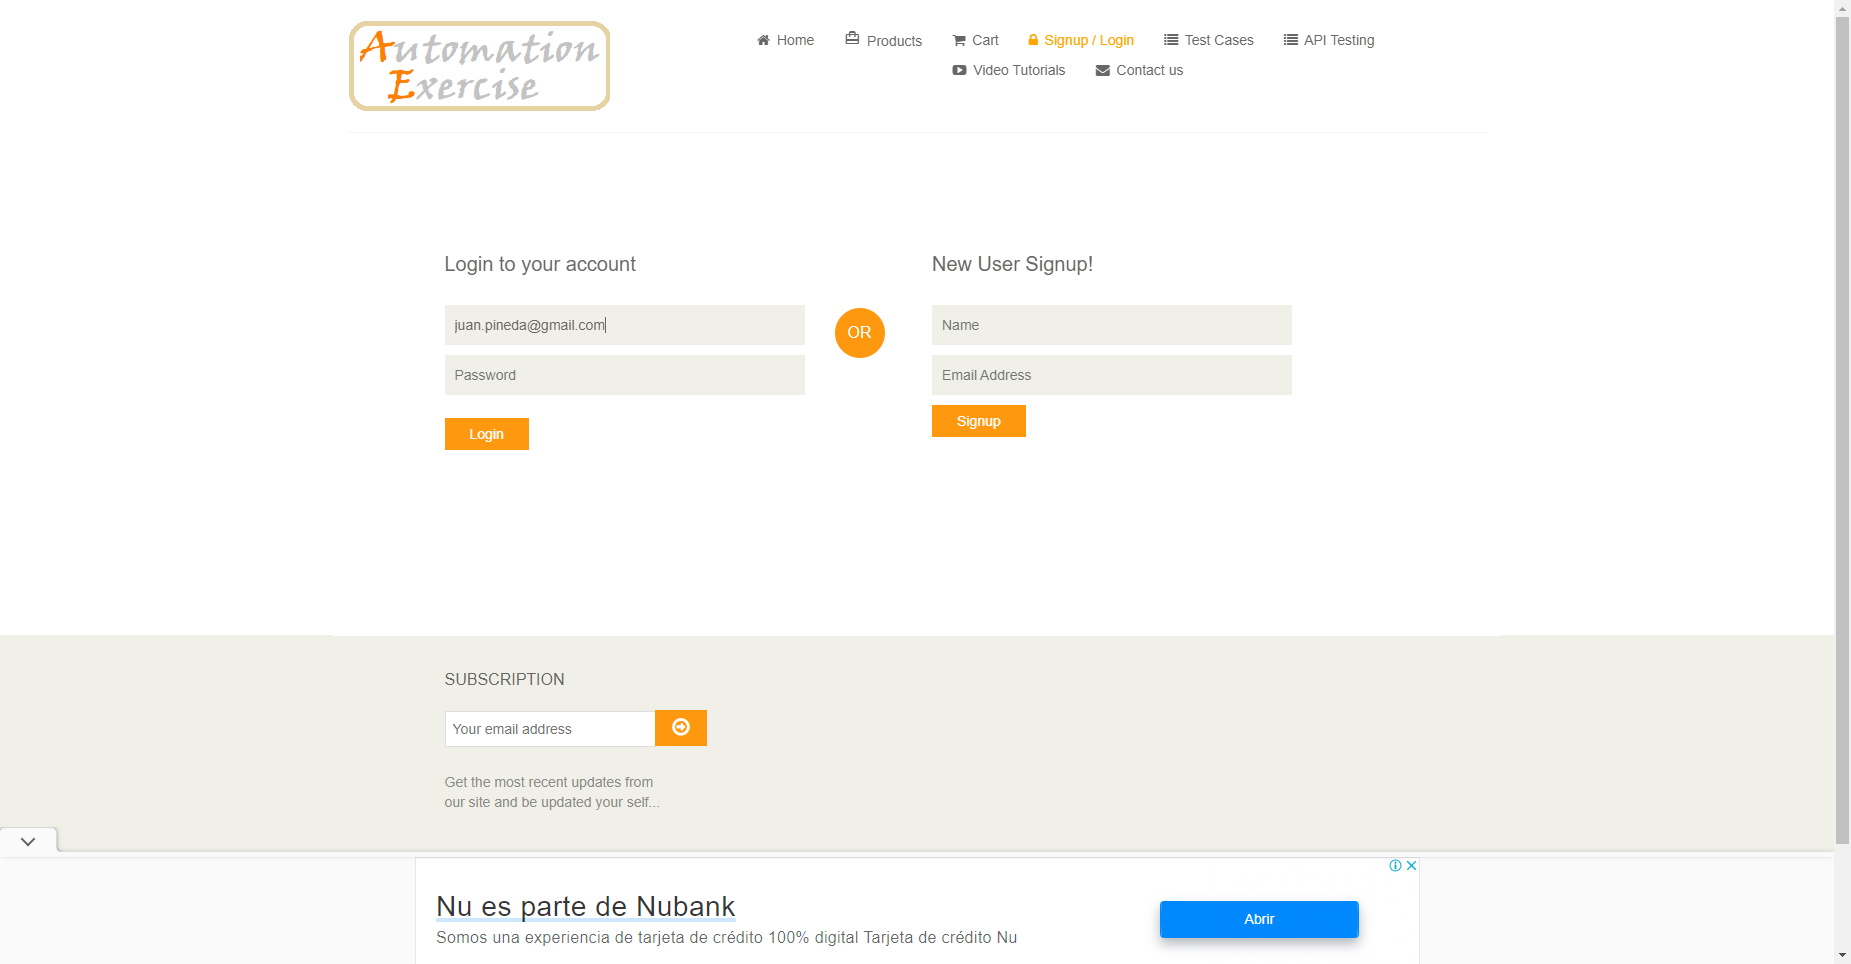 Automation
Exercise
Home
Products
Cart
Signup / Login
Test Cases
API Testing
Video Tutorials
Contact us
Login to your account
juan.pineda@gmail.com
Password
Login
OR
New User Signup!
Name
Email Address
Signup
SUBSCRIPTION
Your email address
Get the most recent updates from
our site and be updated your self...
Nu es parte de Nubank
Somos una experiencia de tarjeta de crédito 100% digital Tarjeta de crédito Nu
Abrir